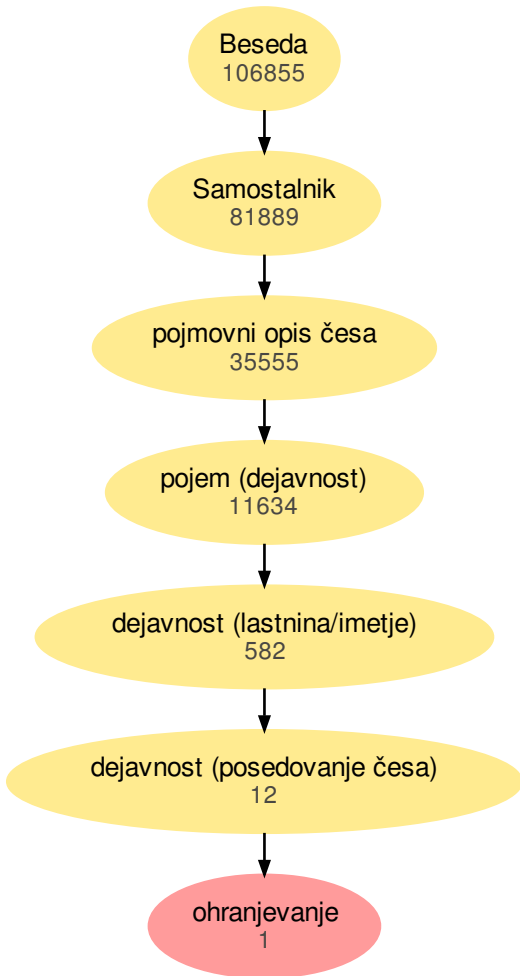 Beseda
106855
Samostalnik
81889
pojmovni opis česa
35555
pojem (dejavnost)
11634
dejavnost (lastnina/imetje)
582
dejavnost (posedovanje česa)
12
ohranjevanje
1